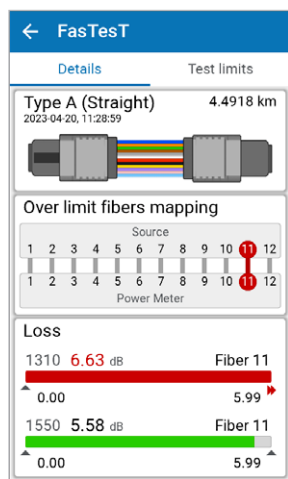 FasTesT
Details Test limits
Type A (Straight) 4.4918 km
2023-04-20, 11:28:59
Over limit fibers mapping
Source
1 2 3 4 5 6 7 8 9 10 11 12
1 2 3 4 5 6 7 8 9 10 11 12
Power Meter
Loss
1310 6.63 dB Fiber 11
0.00 5.99
1550 5.58 dB Fiber 11
0.00 5.99